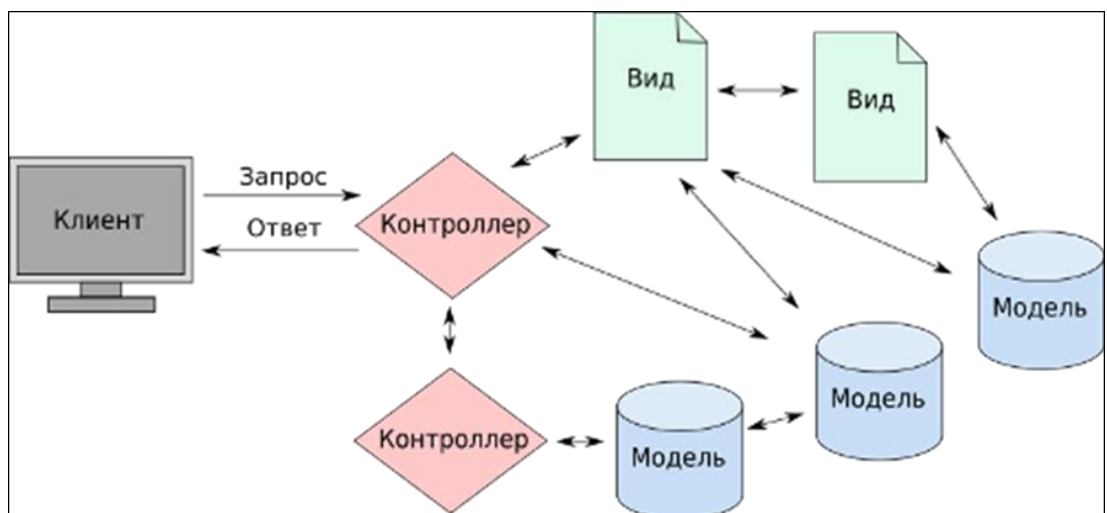 Вид
Вид
Запрос
Клиент
Контроллер
Ответ
Модель
Модель
Контроллер
Модель